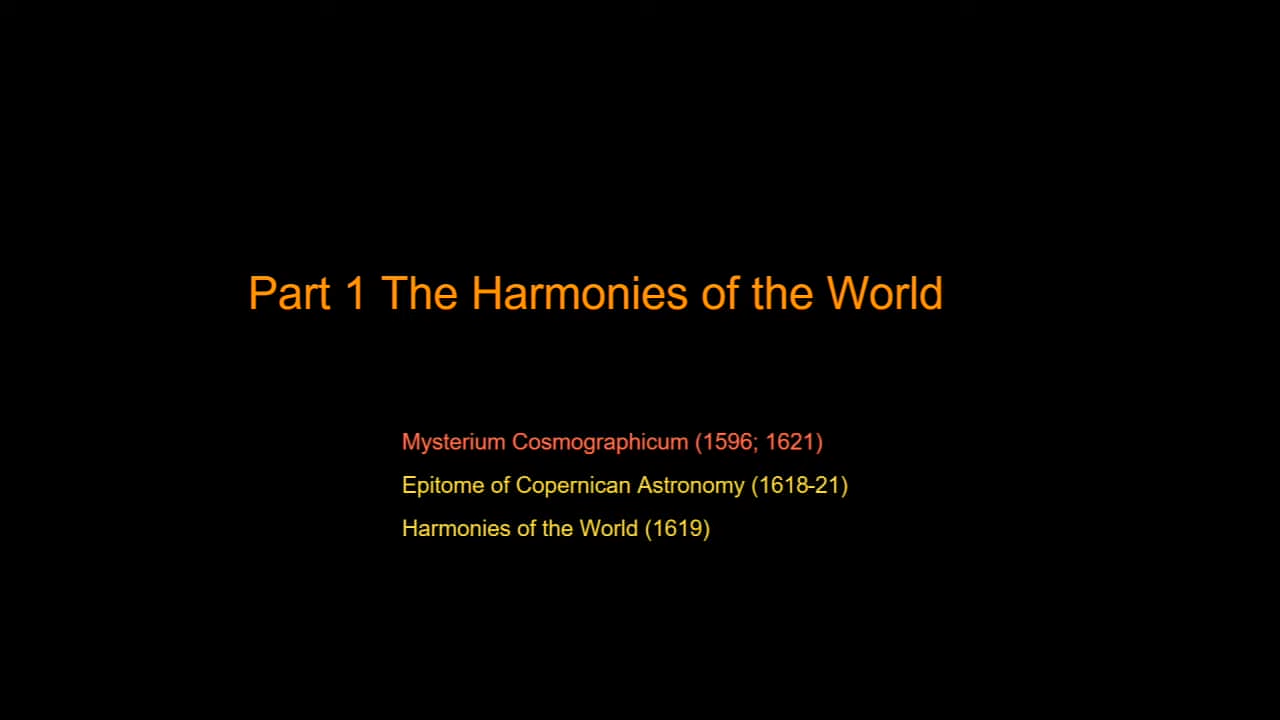 Part 1 The Harmonies of the World
Mysterium Cosmographicum (1596; 1621)
Epitome of Copernican Astronomy (1618-21)
Harmonies of the World (1619)